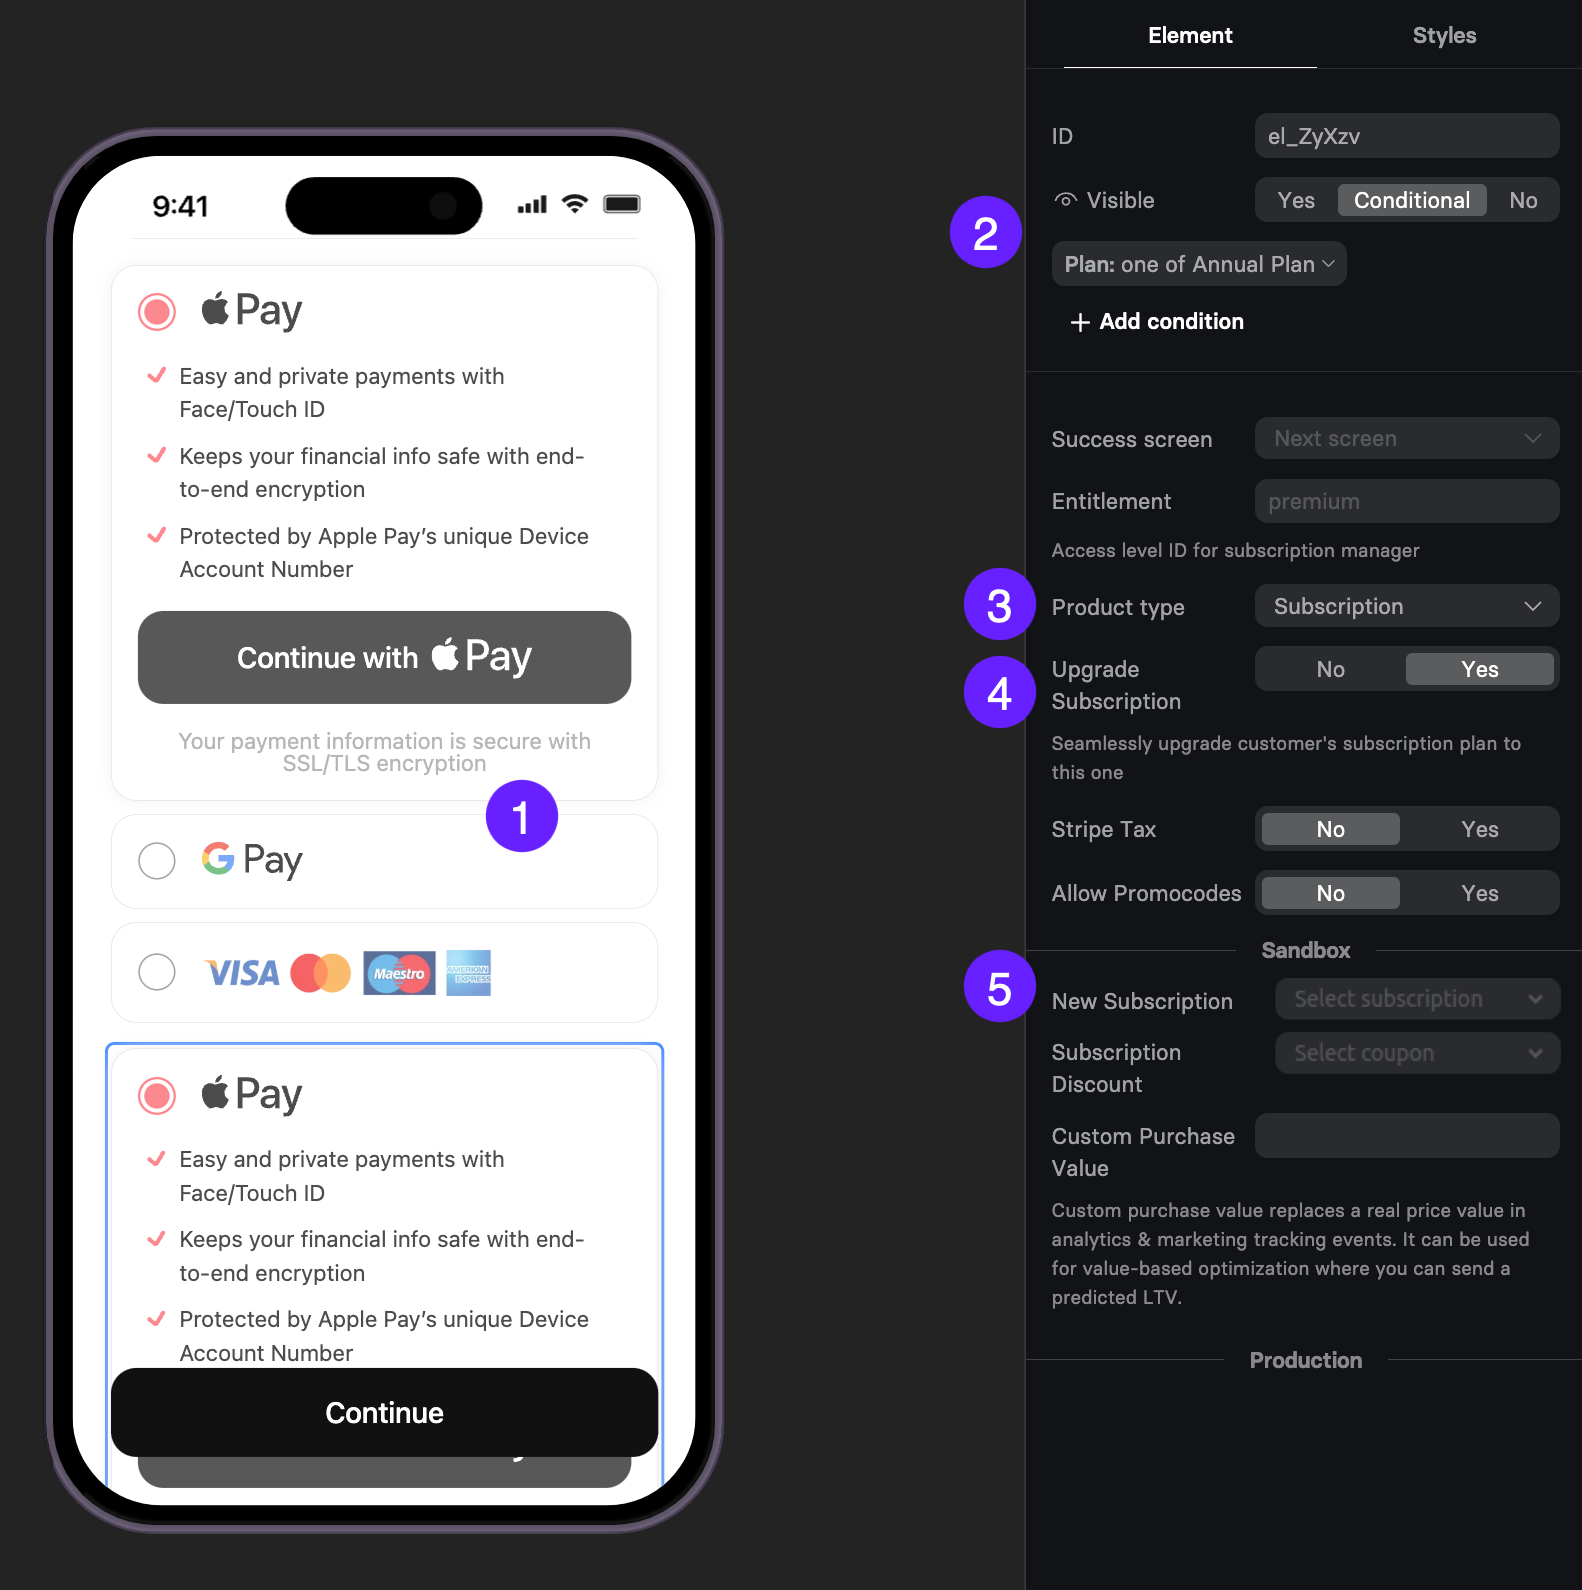 9:41
Pay
Easy and private payments with
Face/Touch ID
Keeps your financial info safe with end-
to-end encryption
Protected by Apple Pay's unique Device
Account Number
Continue with Pay
Your payment information is secure with
SSL/TLS encryption
1
G Pay
VISA
Maestro
AMERICAN
EXPRESS
Pay
Easy and private payments with
Face/Touch ID
Keeps your financial info safe with end-
to-end encryption
Protected by Apple Pay's unique Device
Account Number
Continue
Element
Styles
ID
el_ZyXzv
2
Visible
Yes
Conditional
No
Plan: one of Annual Plan
+ Add condition
Success screen
Next screen
Entitlement
premium
Access level ID for subscription manager
3
Product type
Subscription
4
Upgrade
Subscription
No
Yes
Seamlessly upgrade customer's subscription plan to
this one
Stripe Tax
No
Yes
Allow Promocodes
No
Yes
Sandbox
5
New Subscription
Select subscription
Subscription
Discount
Select coupon
Custom Purchase
Value
Custom purchase value replaces a real price value in
analytics & marketing tracking events. It can be used
for value-based optimization where you can send a
predicted LTV.
Production